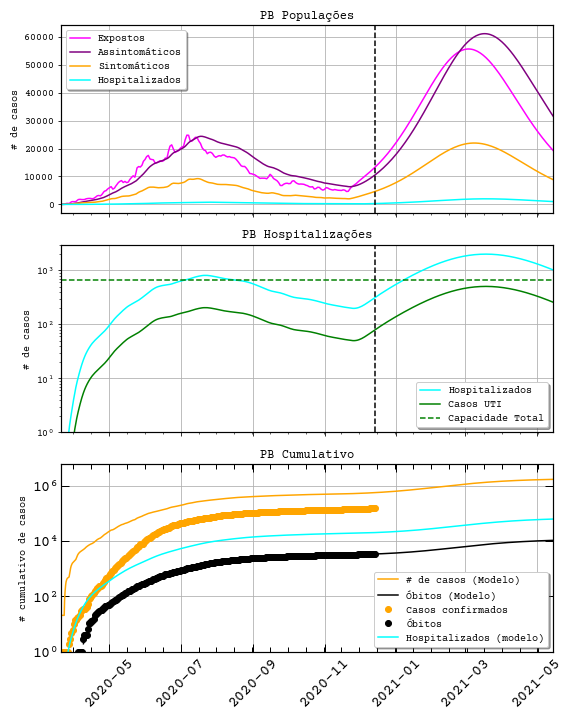 PB Populações
# de casos
60000
50000
40000
30000
20000
10000
0
Expostos
Assintomáticos
Sintomáticos
Hospitalizados
PB Hospitalizações
# de casos
10³
10²
10¹
10⁰
Hospitalizados
Casos UTI
Capacidade Total
PB Cumulativo
# cumulativo de casos
10⁶
10⁴
10²
10⁰
# de casos (Modelo)
Óbitos (Modelo)
Casos confirmados
Óbitos
Hospitalizados (modelo)
2020-05
2020-07
2020-09
2020-11
2021-01
2021-03
2021-05